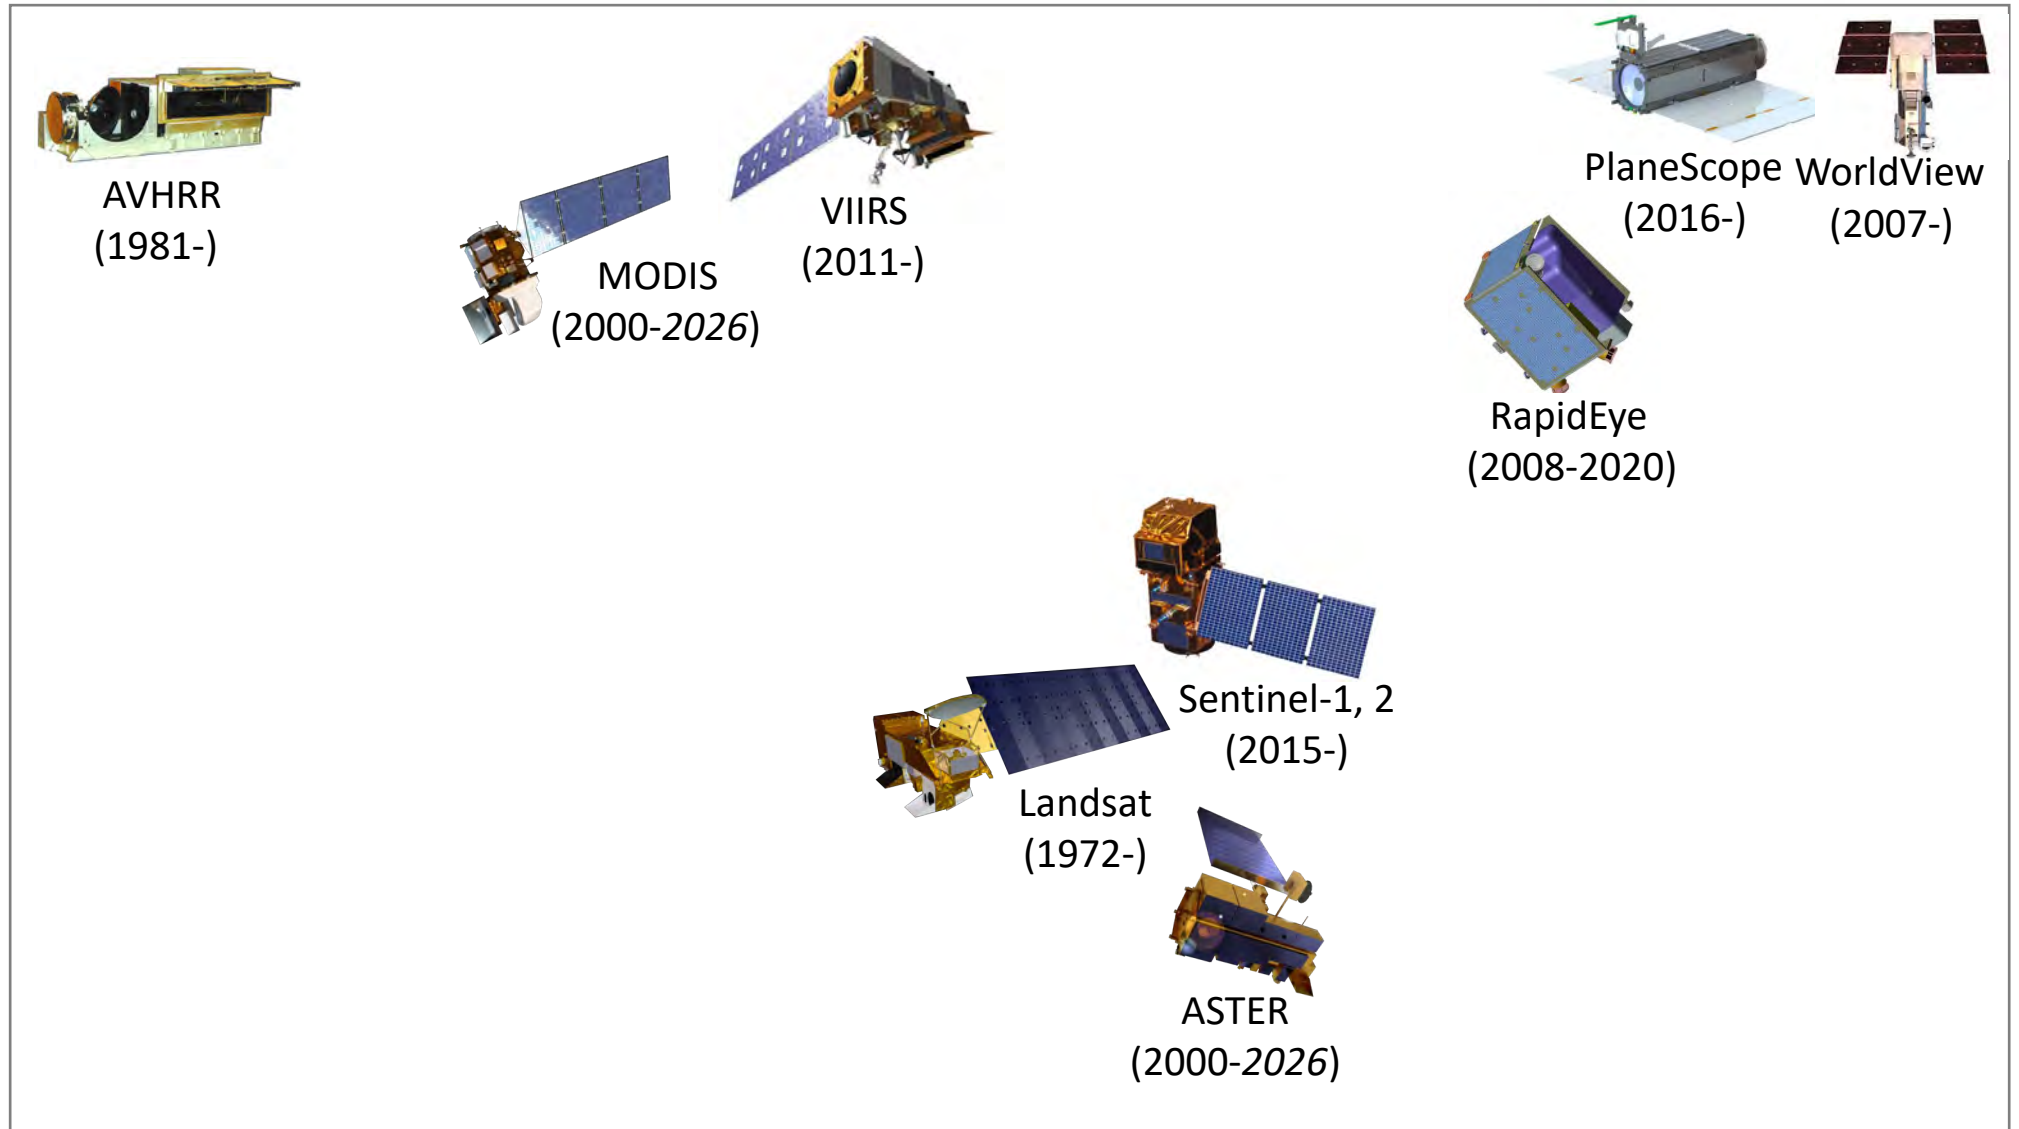 AVHRR
(1981-)
MODIS
(2000-2026)
VIIRS
(2011-)
PlaneScope
(2016-)
WorldView
(2007-)
RapidEye
(2008-2020)
Sentinel-1, 2
(2015-)
Landsat
(1972-)
ASTER
(2000-2026)